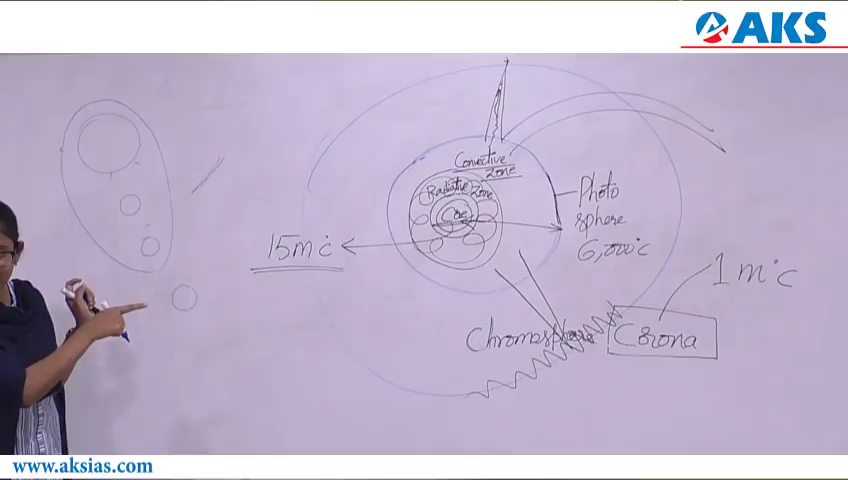 AKS
Convective
Zone
Radiative Zone
Core
Photo
sphere
6,000°c
15m°c
1m°c
Chromosphere
Corona
www.aksias.com